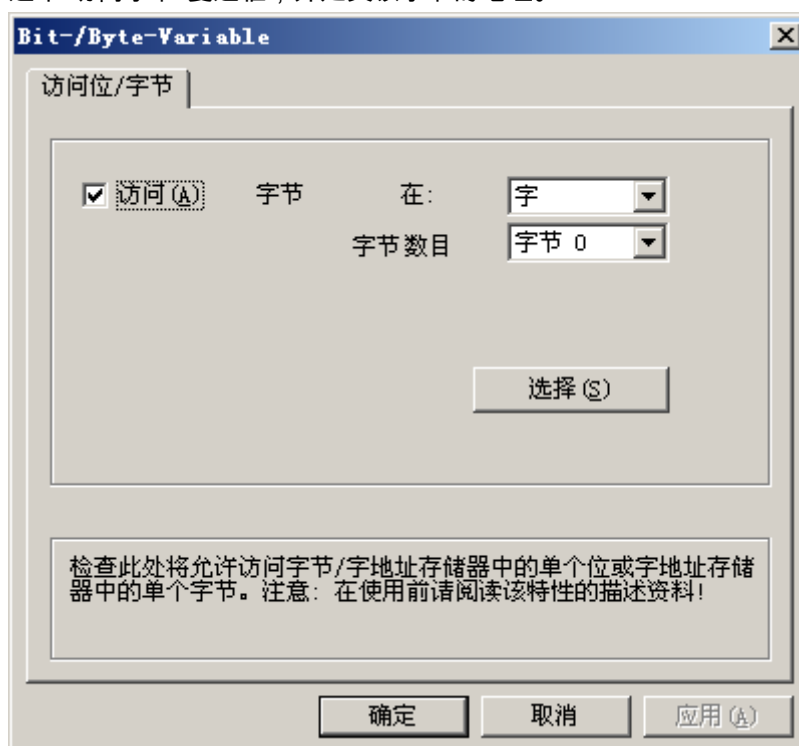 Bit-/Byte-Variable
访问位/字节
访问(A) 字节 在: 字
字节数目 字节 0
选择(S)
检查此处将允许访问字节/字地址存储器中的单个位或字地址存储
器中的单个字节。注意: 在使用前请阅读该特性的描述资料!
确定 取消 应用(A)